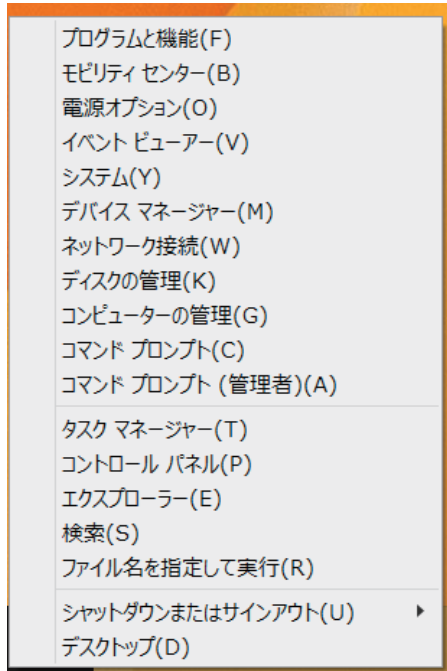 プログラムと機能(F)
モビリティ センター(B)
電源オプション(O)
イベント ビューアー(V)
システム(Y)
デバイス マネージャー(M)
ネットワーク接続(W)
ディスクの管理(K)
コンピューターの管理(G)
コマンド プロンプト(C)
コマンド プロンプト (管理者)(A)
タスク マネージャー(T)
コントロール パネル(P)
エクスプローラー(E)
検索(S)
ファイル名を指定して実行(R)
シャットダウンまたはサインアウト(U)
デスクトップ(D)